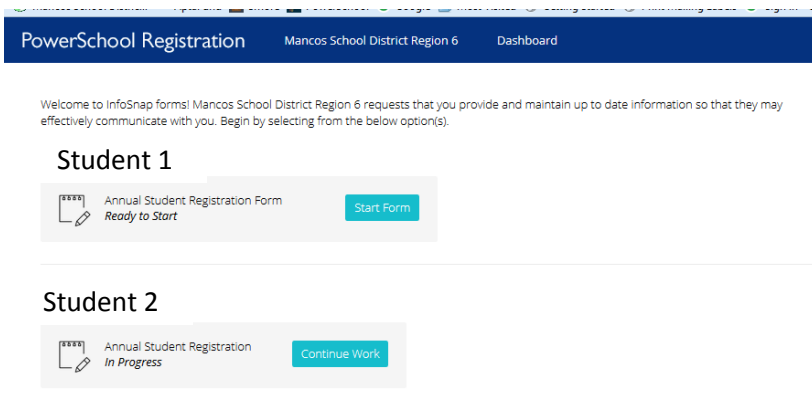 PowerSchool Registration Mancos School District Region 6 Dashboard
Welcome to InfoSnap forms! Mancos School District Region 6 requests that you provide and maintain up to date information so that they may
effectively communicate with you. Begin by selecting from the below option(s).
Student 1
Annual Student Registration Form
Ready to Start
Start Form
Student 2
Annual Student Registration
In Progress
Continue Work